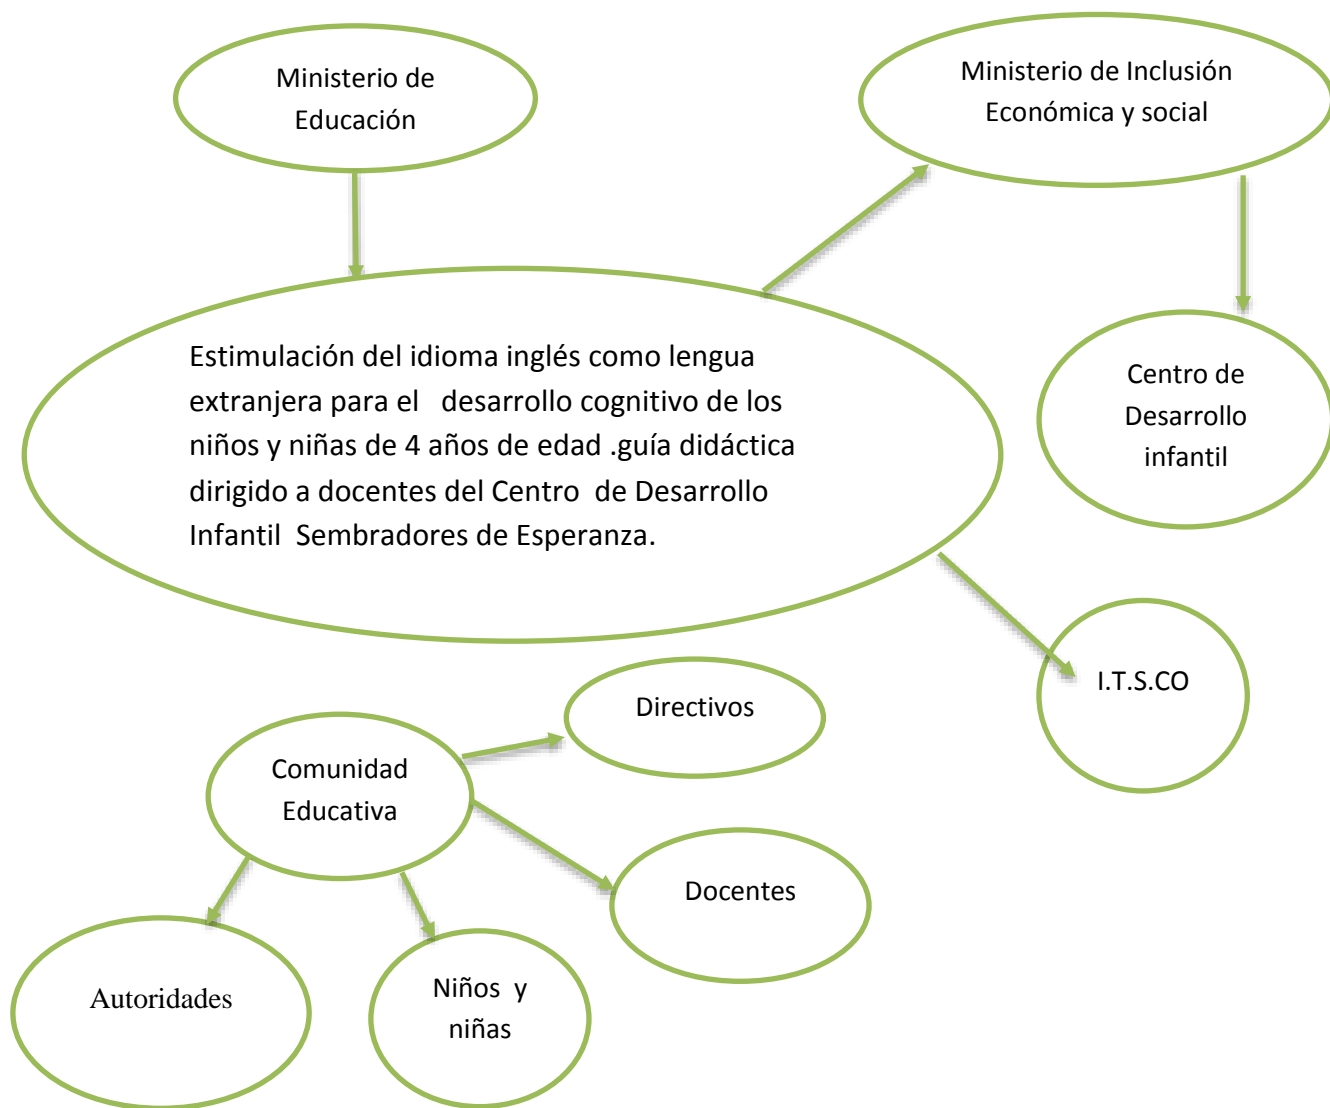 Ministerio de
Educación
Ministerio de Inclusión
Económica y social
Estimulación del idioma inglés como lengua
extranjera para el   desarrollo cognitivo de los
niños y niñas de 4 años de edad .guía didáctica
dirigido a docentes del Centro  de Desarrollo
Infantil  Sembradores de Esperanza.
Centro de
Desarrollo
infantil
I.T.S.CO
Directivos
Comunidad
Educativa
Docentes
Autoridades
Niños  y
niñas